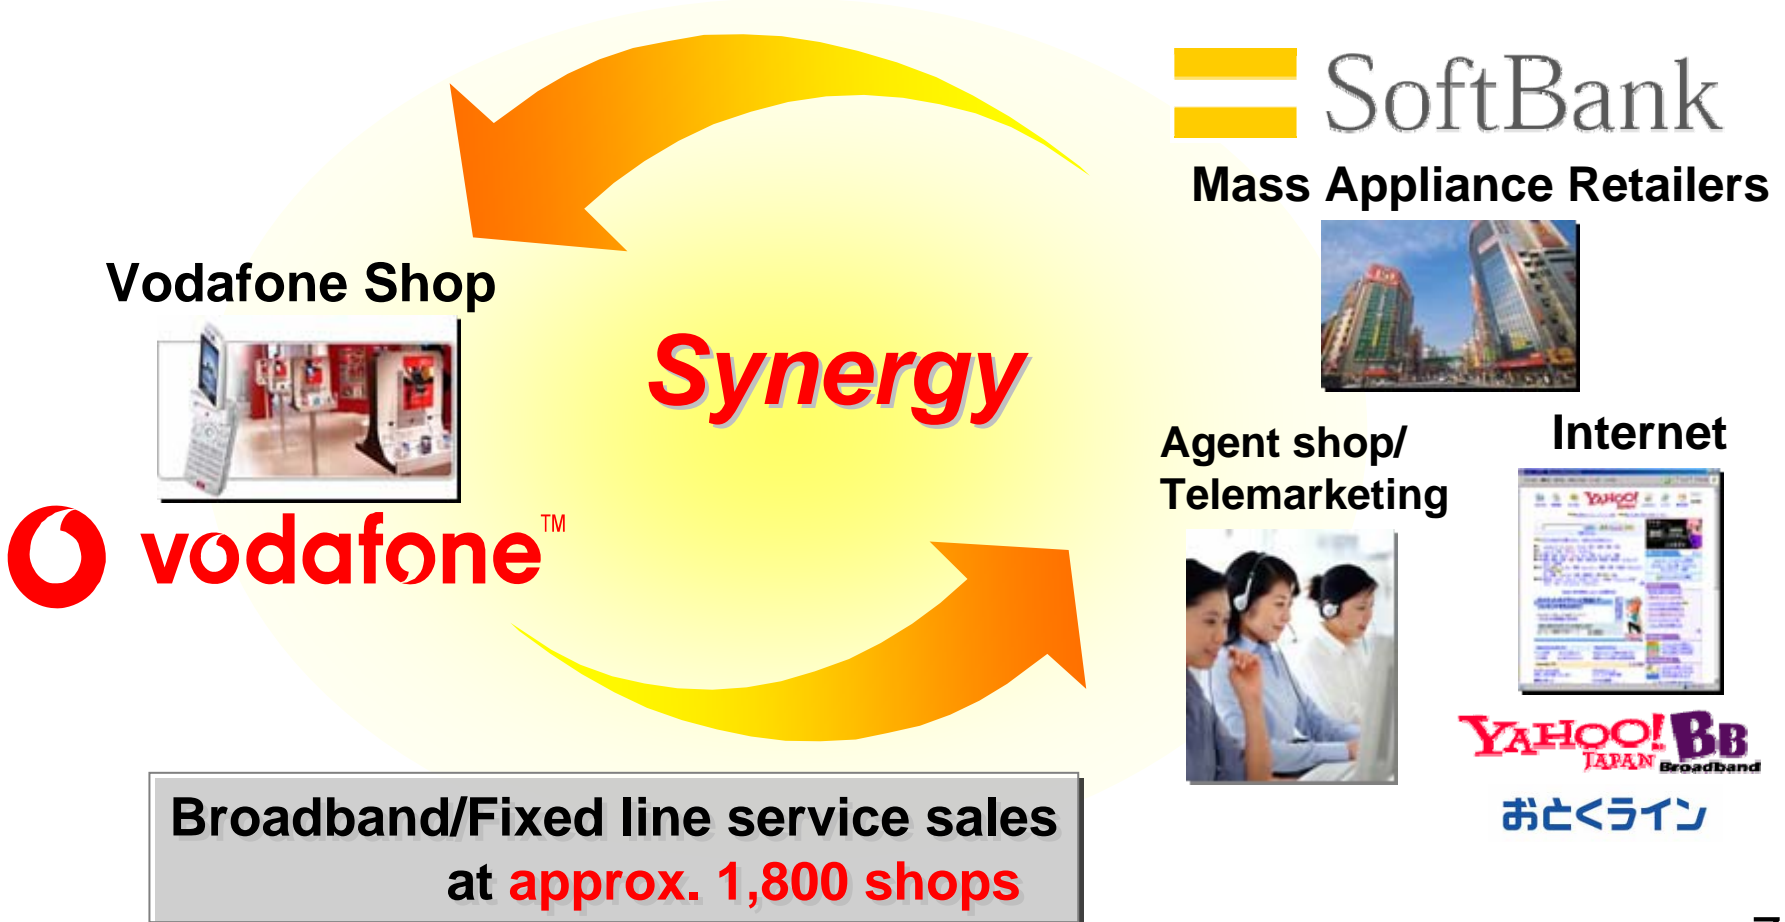 SoftBank
Mass Appliance Retailers
Vodafone Shop
Synergy
Agent shop/
Telemarketing
Internet
YAHOO!
vodafone™
YAHOO! BB
JAPAN Broadband
おとくライン
Broadband/Fixed line service sales
at approx. 1,800 shops